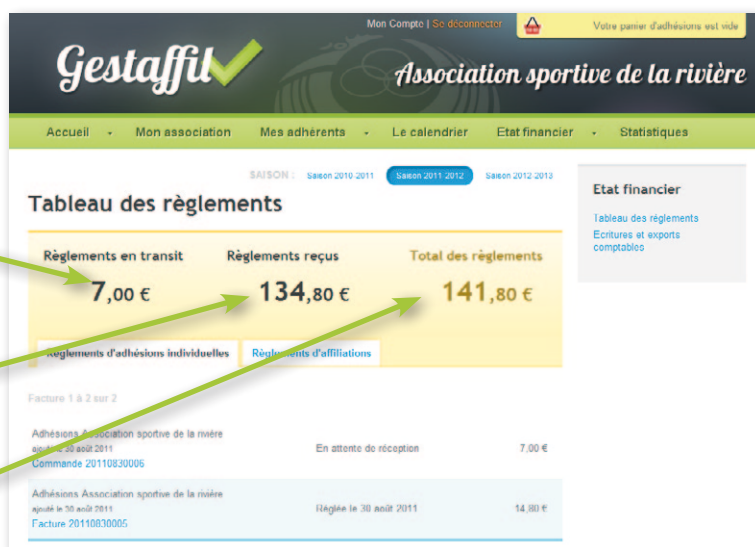 Mon Compte | Se déconnecter
Votre panier d'adhésions est vide
Gestaffil
Association sportive de la rivière
Accueil
Mon association
Mes adhérents
Le calendrier
Etat financier
Statistiques
SAISON :
Saison 2010-2011
Saison 2011-2012
Saison 2012-2013
Tableau des règlements
Etat financier
Tableau des règlements
Ecritures et exports
comptables
Règlements en transit
Règlements reçus
Total des règlements
7,00 €
134,80 €
141,80 €
Règlements d'adhésions individuelles
Règlements d'affiliations
Facture 1 à 2 sur 2
Adhésions Association sportive de la rivière
ajouté le 30 août 2011
Commande 20110830006
En attente de réception
7,00 €
Adhésions Association sportive de la rivière
ajouté le 30 août 2011
Facture 20110830005
Réglée le 30 août 2011
14,80 €